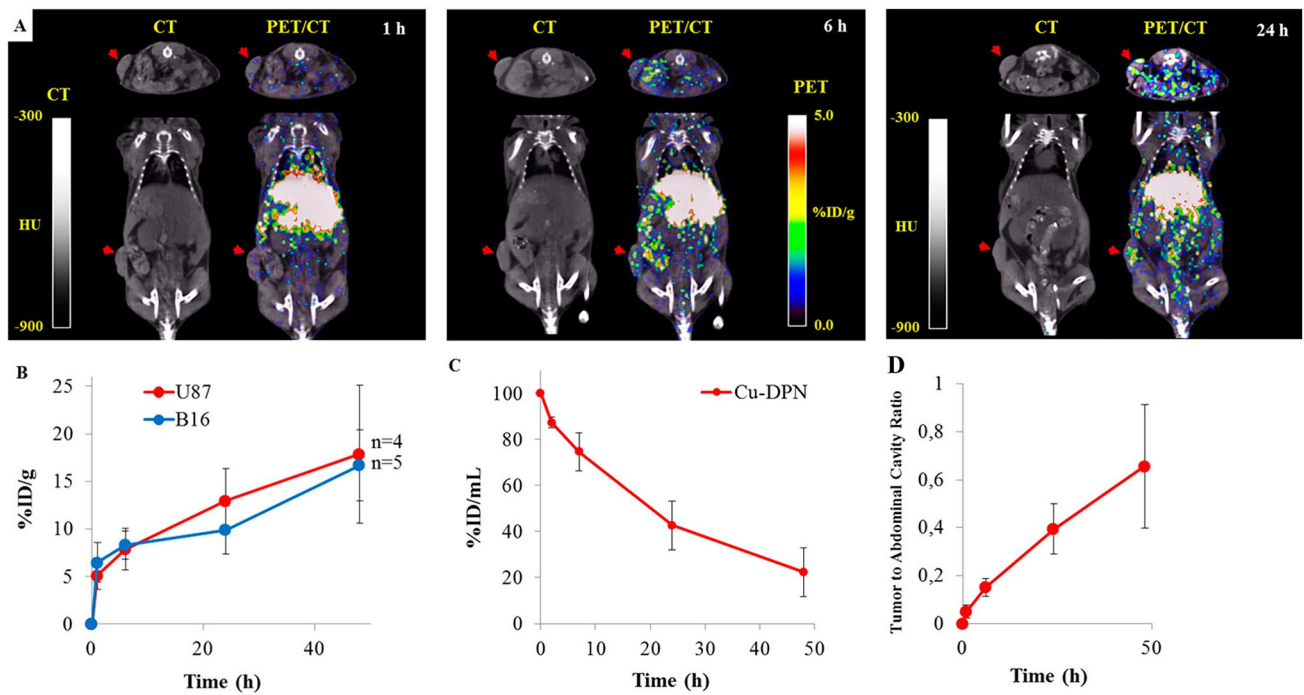 A
CT PET/CT 1 h
CT
-300
HU
-900
CT PET/CT 6 h
PET
5.0
%ID/g
0.0
CT PET/CT 24 h
-300
HU
-900
B
U87
B16
n=4
n=5
25
20
15
10
5
0
0 20 40
%ID/g
Time (h)
C
Cu-DPN
100
80
60
40
20
0
0 10 20 30 40 50
%ID/mL
Time (h)
D
1
0,8
0,6
0,4
0,2
0
0 50
Tumor to Abdominal Cavity Ratio
Time (h)